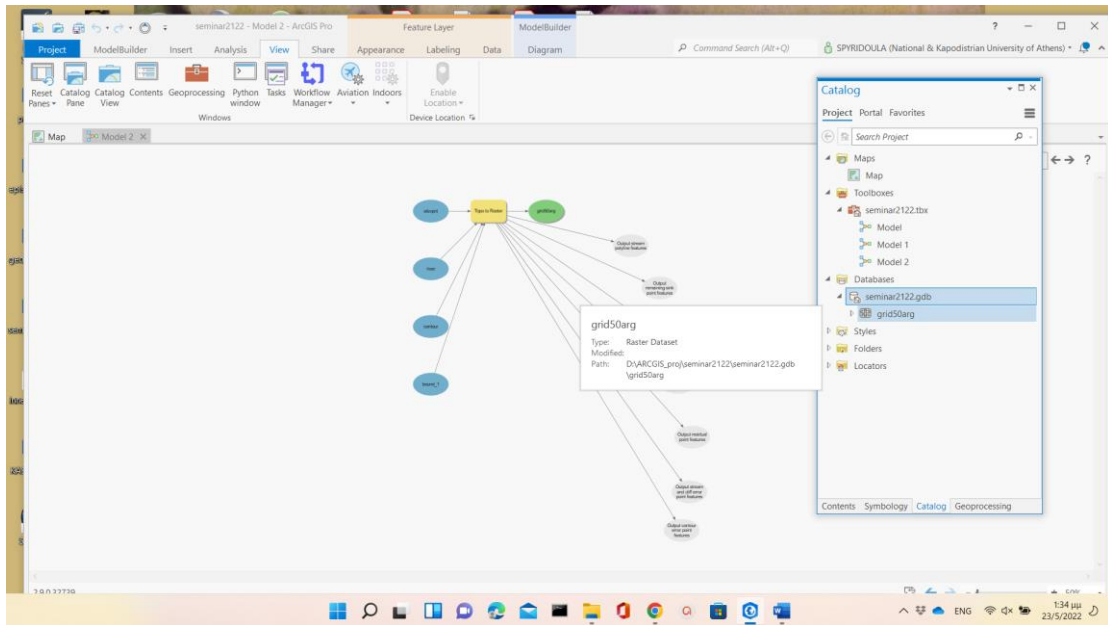 seminar2122 - Model 2 - ArcGIS Pro
Feature Layer
ModelBuilder
?
Project
ModelBuilder
Insert
Analysis
View
Share
Appearance
Labeling
Data
Diagram
Command Search (Alt+Q)
SPYRIDOULA (National & Kapodistrian University of Athens)
Reset Panes
Catalog Pane
Catalog View
Contents
Geoprocessing
Python window
Tasks
Workflow Manager
Aviation
Indoors
Enable Location
Windows
Device Location
Map
Model 2
Topo to Raster
grid50arg
Output stream
polyline features
Output
remaining sink
point features
Output residual
point features
Output stream
and cliff error
point features
Output contour
error point
features
grid50arg
Type: Raster Dataset
Modified:
Path: D:\ARCGIS_proj\seminar2122\seminar2122.gdb
\grid50arg
Catalog
Project Portal Favorites
Search Project
Maps
Map
Toolboxes
seminar2122.tbx
Model
Model 1
Model 2
Databases
seminar2122.gdb
grid50arg
Styles
Folders
Locators
Contents Symbology Catalog Geoprocessing
?
ENG
1:34 μμ
23/5/2022